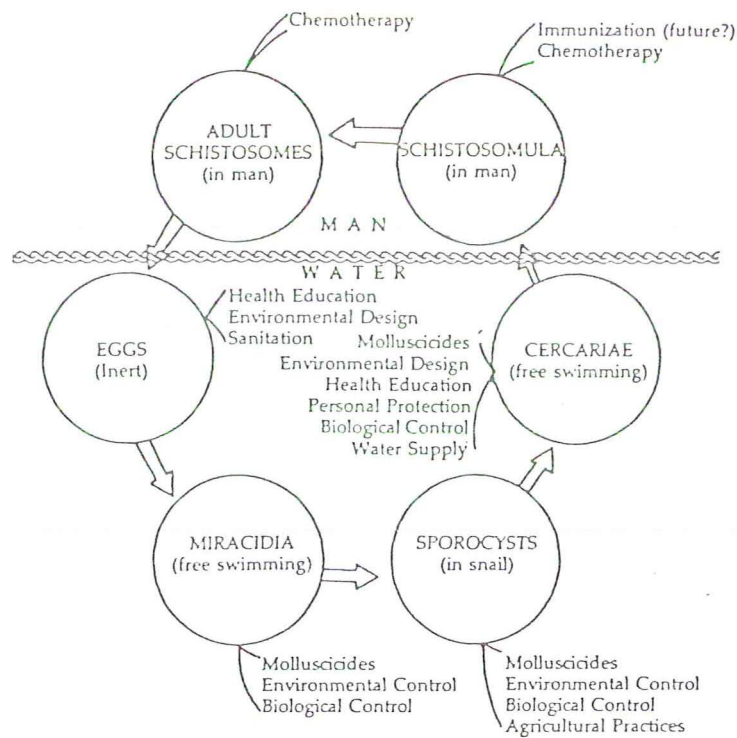 Chemotherapy
Immunization (future?)
Chemotherapy
ADULT
SCHISTOSOMES
(in man)
SCHISTOSOMULA
(in man)
MAN
WATER
EGGS
(Inert)
Health Education
Environmental Design
Sanitation
Molluscicides
Environmental Design
Health Education
Personal Protection
Biological Control
Water Supply
CERCARIAE
(free swimming)
MIRACIDIA
(free swimming)
SPOROCYSTS
(in snail)
Molluscicides
Environmental Control
Biological Control
Molluscicides
Environmental Control
Biological Control
Agricultural Practices